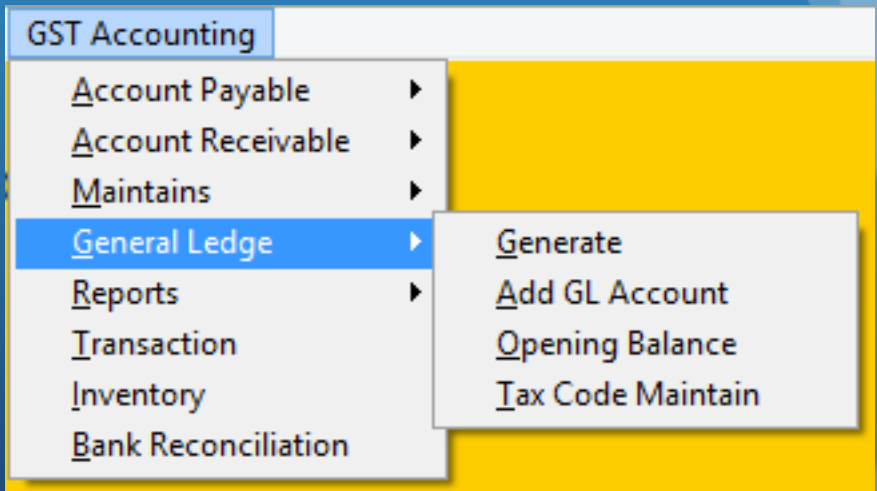 GST Accounting
Account Payable
Account Receivable
Maintains
General Ledge
Reports
Transaction
Inventory
Bank Reconciliation
Generate
Add GL Account
Opening Balance
Tax Code Maintain